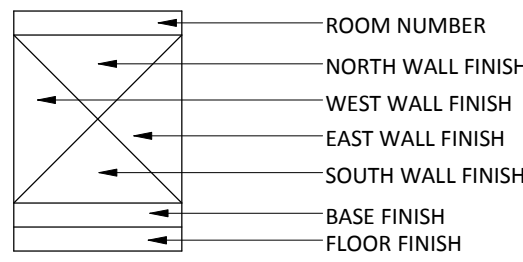 ROOM NUMBER
NORTH WALL FINISH
WEST WALL FINISH
EAST WALL FINISH
SOUTH WALL FINISH
BASE FINISH
FLOOR FINISH